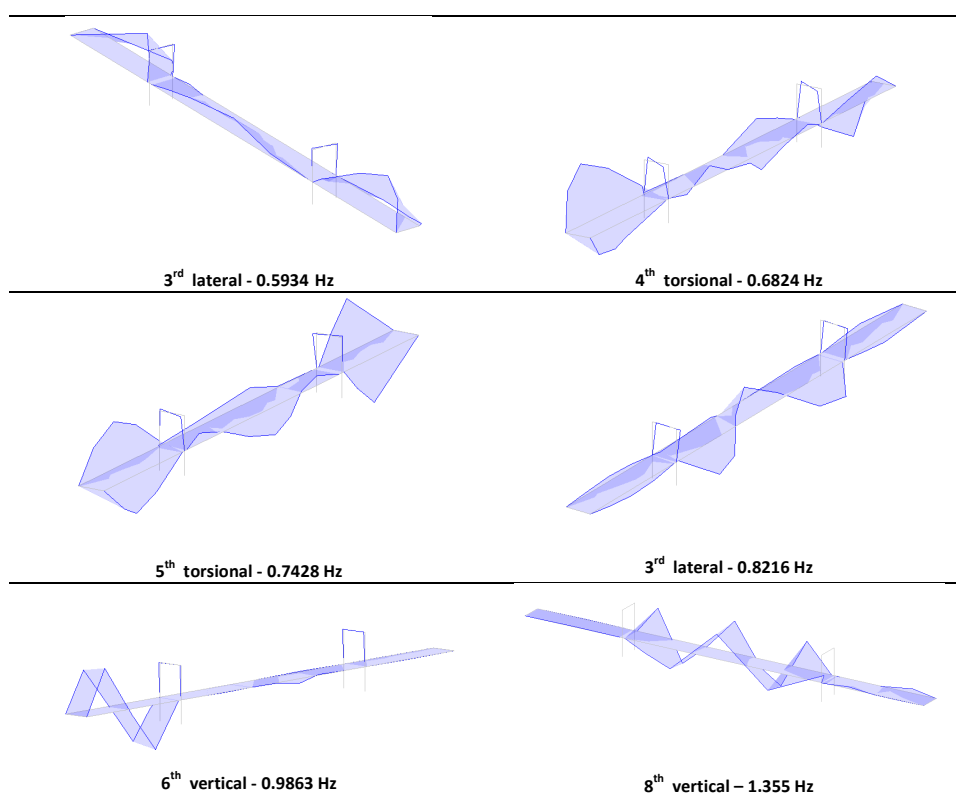 3rd lateral - 0.5934 Hz
4th torsional - 0.6824 Hz
5th torsional - 0.7428 Hz
3rd lateral - 0.8216 Hz
6th vertical - 0.9863 Hz
8th vertical – 1.355 Hz